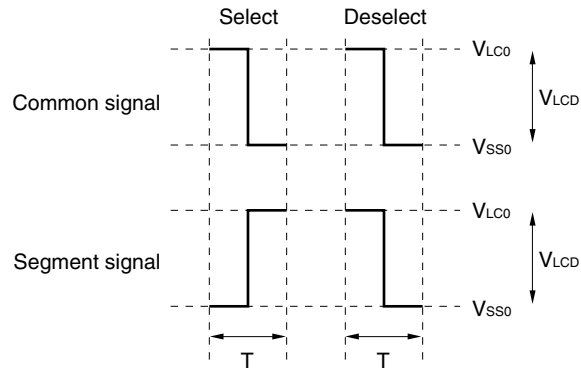 Select Deselect
VLC0
Common signal VLCD
VSS0
VLC0
Segment signal VLCD
VSS0
T T